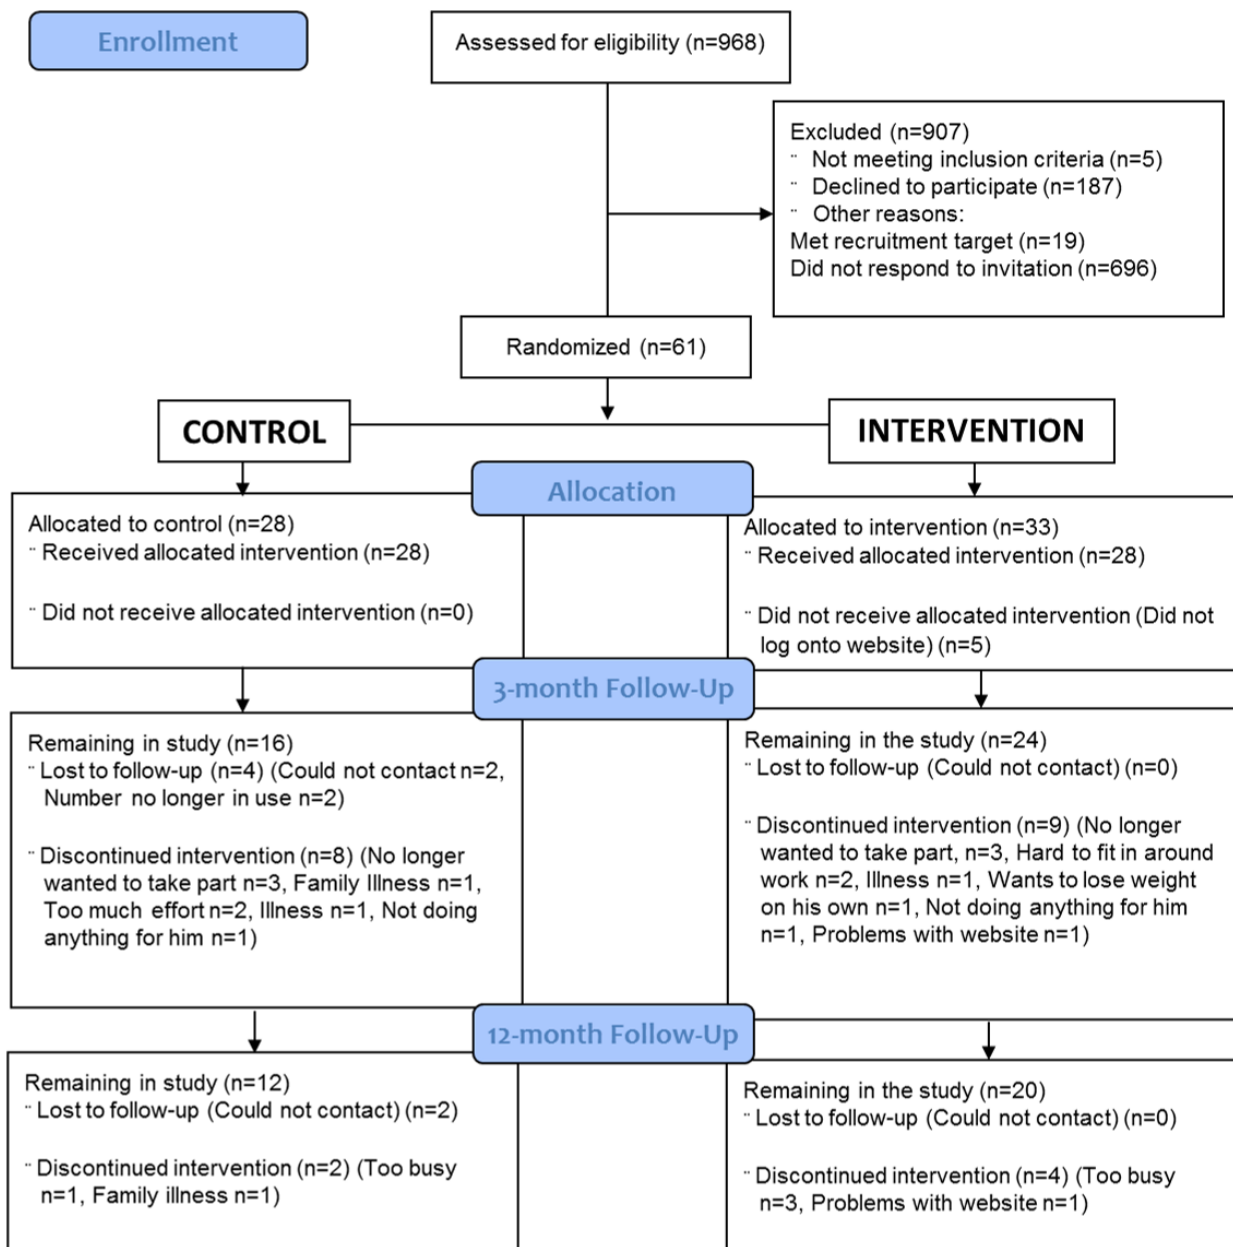 Enrollment
Assessed for eligibility (n=968)
Excluded (n=907)
¨ Not meeting inclusion criteria (n=5)
¨ Declined to participate (n=187)
¨ Other reasons:
Met recruitment target (n=19)
Did not respond to invitation (n=696)
Randomized (n=61)
CONTROL
INTERVENTION
Allocation
Allocated to control (n=28)
¨ Received allocated intervention (n=28)
¨ Did not receive allocated intervention (n=0)
Allocated to intervention (n=33)
¨ Received allocated intervention (n=28)
¨ Did not receive allocated intervention (Did not
log onto website) (n=5)
3-month Follow-Up
Remaining in study (n=16)
¨ Lost to follow-up (n=4) (Could not contact n=2,
Number no longer in use n=2)
¨ Discontinued intervention (n=8) (No longer
wanted to take part n=3, Family Illness n=1,
Too much effort n=2, Illness n=1, Not doing
anything for him n=1)
Remaining in the study (n=24)
¨ Lost to follow-up (Could not contact) (n=0)
¨ Discontinued intervention (n=9) (No longer
wanted to take part, n=3, Hard to fit in around
work n=2, Illness n=1, Wants to lose weight
on his own n=1, Not doing anything for him
n=1, Problems with website n=1)
12-month Follow-Up
Remaining in study (n=12)
¨ Lost to follow-up (Could not contact) (n=2)
¨ Discontinued intervention (n=2) (Too busy
n=1, Family illness n=1)
Remaining in the study (n=20)
¨ Lost to follow-up (Could not contact) (n=0)
¨ Discontinued intervention (n=4) (Too busy
n=3, Problems with website n=1)